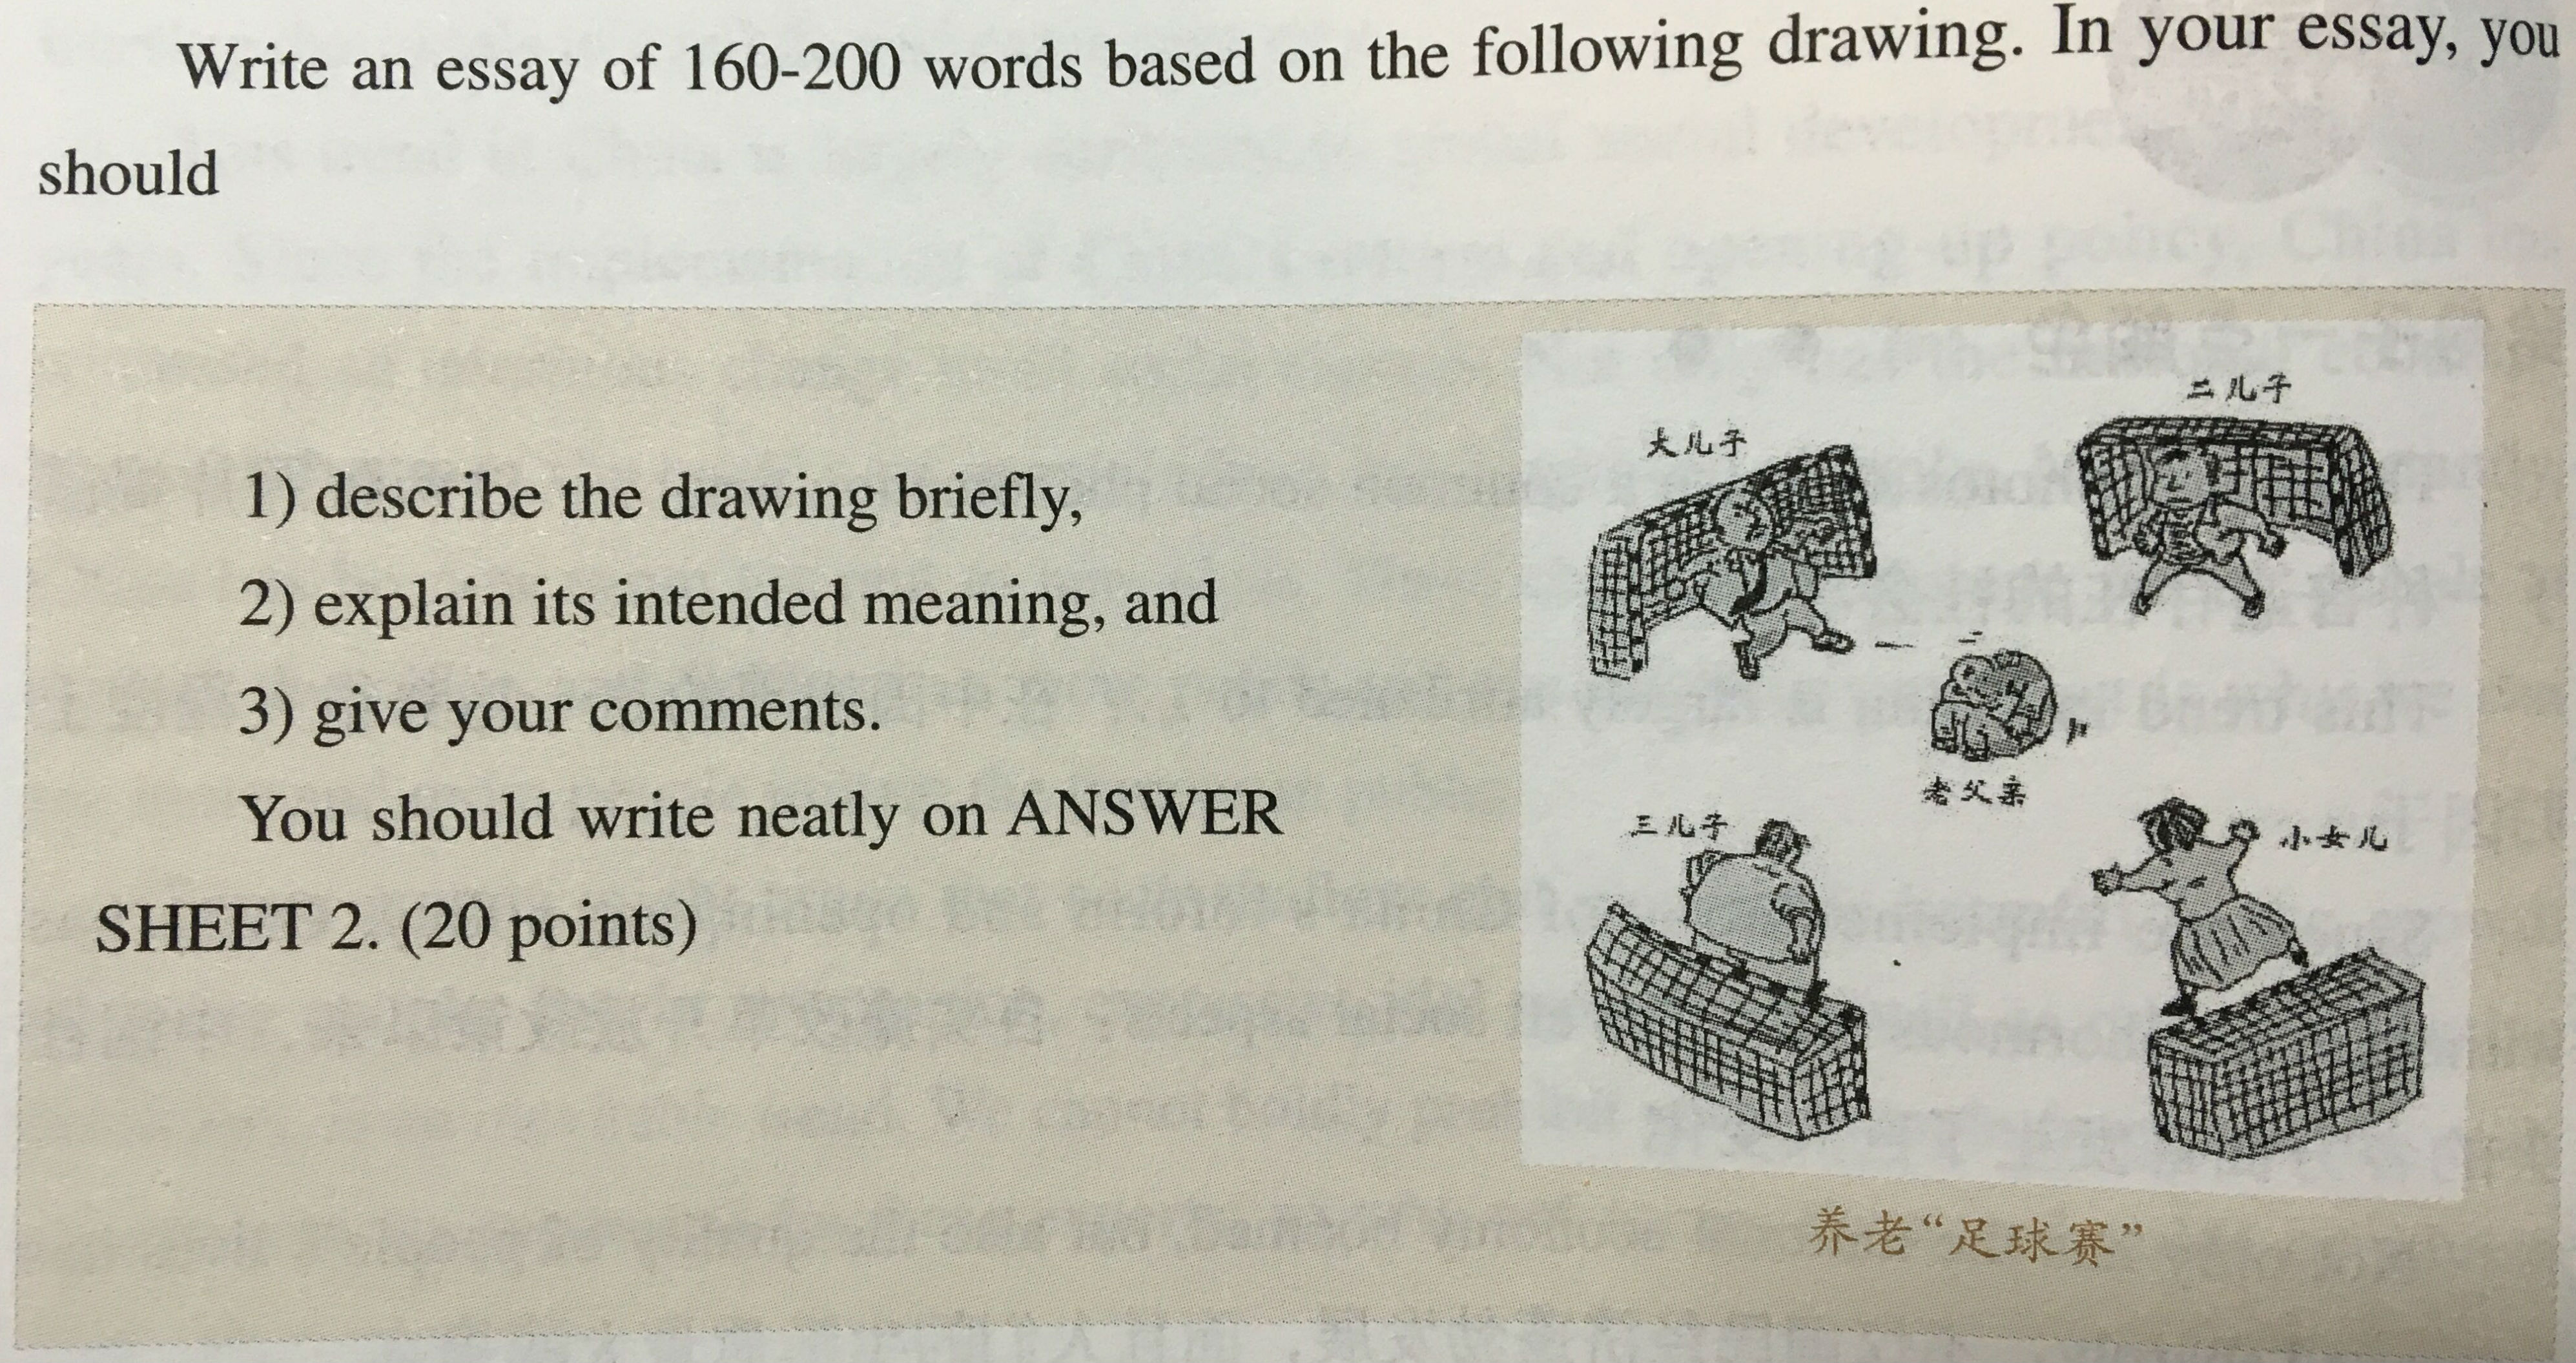 Write an essay of 160-200 words based on the following drawing. In your essay, you
should
1) describe the drawing briefly,
2) explain its intended meaning, and
3) give your comments.
You should write neatly on ANSWER
SHEET 2. (20 points)
大儿子
二儿子
老父亲
三儿子
小女儿
养老“足球赛”